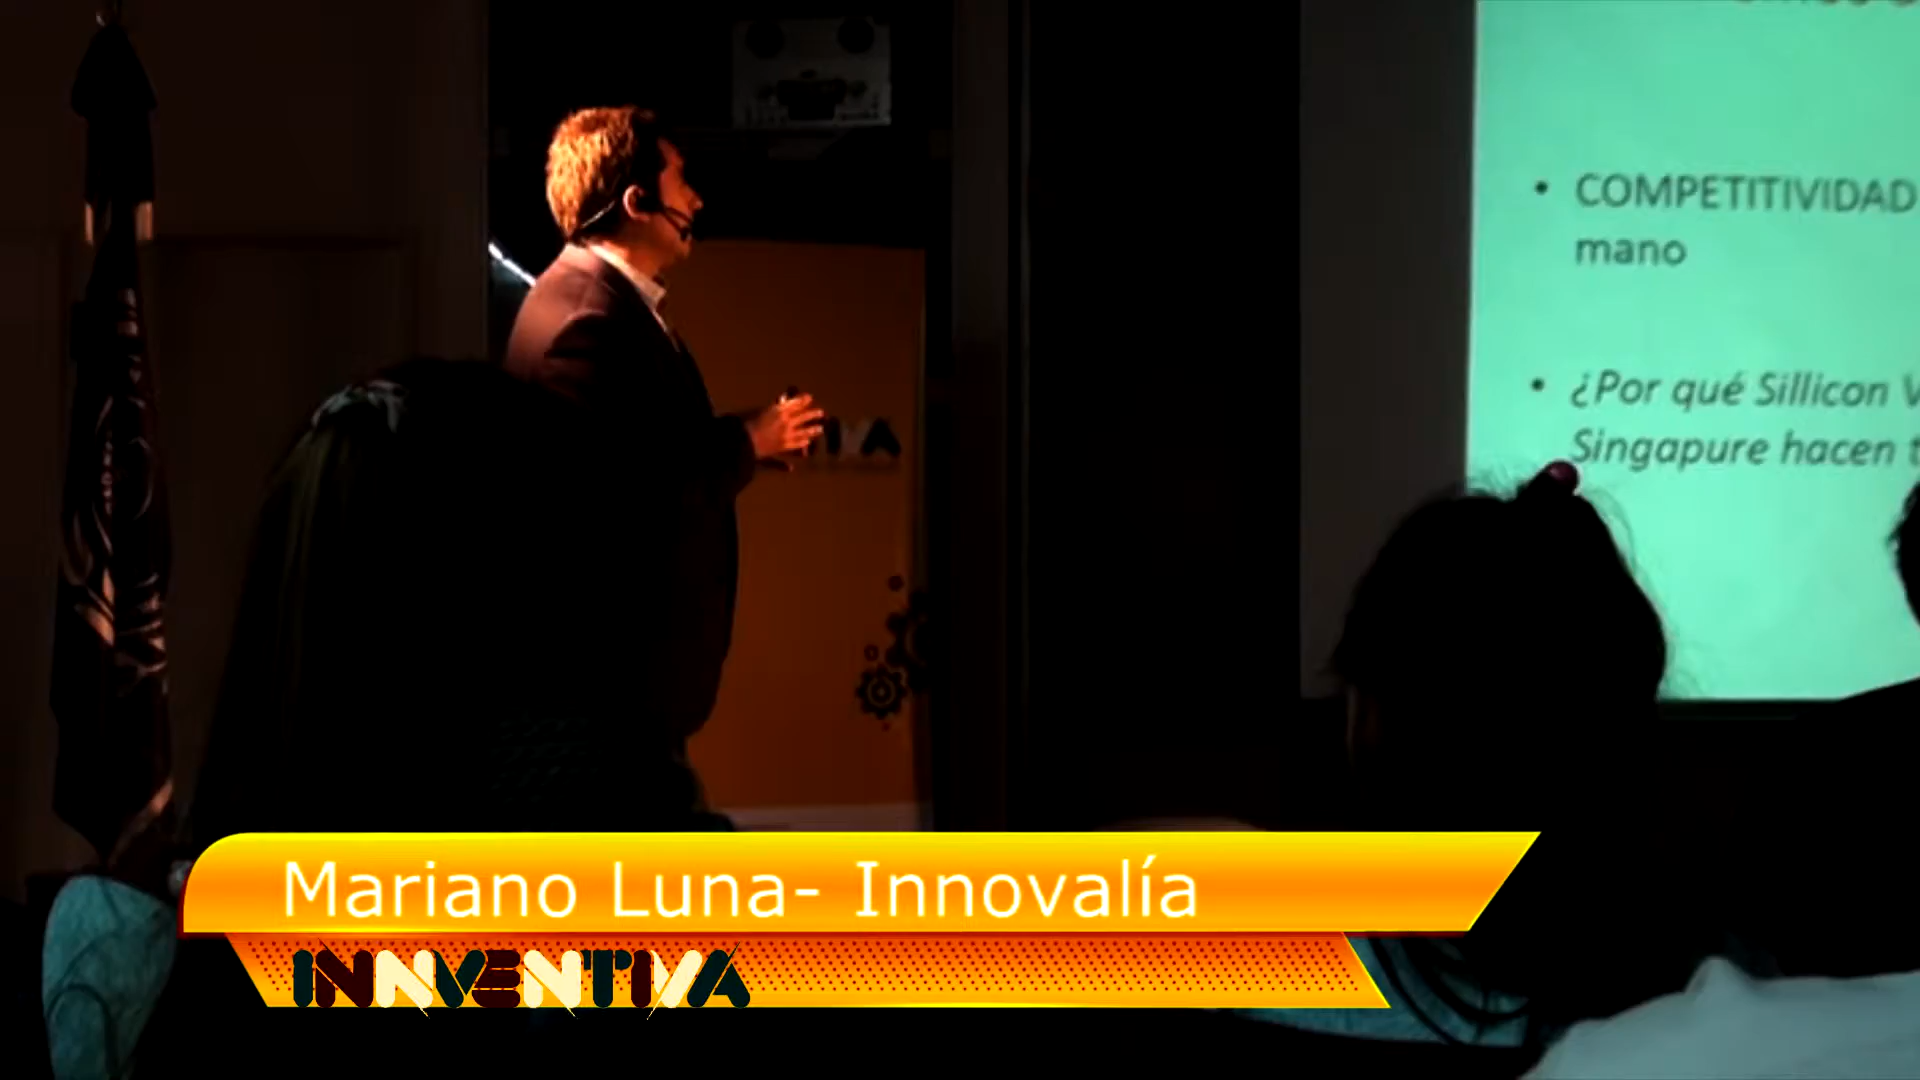 COMPETITIVIDAD
mano
¿Por qué Sillicon
Singapure hacen
Mariano Luna- Innovalía
INNVENTIVA